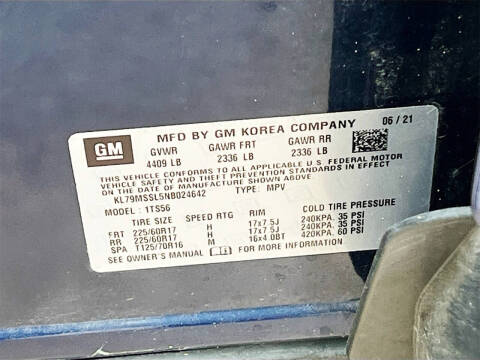 GM
MFD BY GM KOREA COMPANY 06 / 21
GVWR GAWR FRT GAWR RR
4409 LB 2336 LB 2336 LB
THIS VEHICLE CONFORMS TO ALL APPLICABLE U.S. FEDERAL MOTOR
VEHICLE SAFETY AND THEFT PREVENTION STANDARDS IN EFFECT
ON THE DATE OF MANUFACTURE SHOWN ABOVE.
KL79MSSL5NB024642 TYPE: MPV
MODEL: 1TS56
TIRE SIZE SPEED RTG RIM COLD TIRE PRESSURE
FRT 225/60R17 H 17x7.5J 240KPA. 35 PSI
RR 225/60R17 H 17x7.5J 240KPA. 35 PSI
SPA T125/70R16 M 16x4.0BT 420KPA. 60 PSI
SEE OWNER'S MANUAL FOR MORE INFORMATION